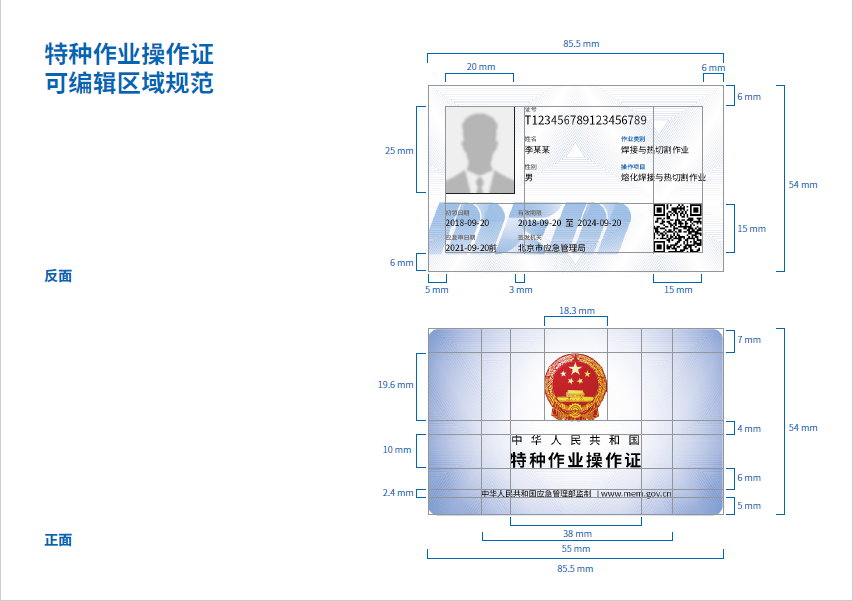 特种作业操作证
可编辑区域规范
85.5 mm
20 mm
6 mm
6 mm
25 mm
54 mm
15 mm
6 mm
5 mm
3 mm
15 mm
证号
T123456789123456789
姓名
作业类别
李某某
焊接与热切割作业
性别
操作项目
男
熔化焊接与热切割作业
初领日期
有效期限
2018-09-20
2018-09-20 至 2024-09-20
应复审日期
签发机关
2021-09-20前
北京市应急管理局
mem
反面
18.3 mm
7 mm
19.6 mm
54 mm
4 mm
10 mm
6 mm
2.4 mm
5 mm
中华人民共和国
特种作业操作证
中华人民共和国应急管理部监制 | www.mem.gov.cn
正面
38 mm
55 mm
85.5 mm